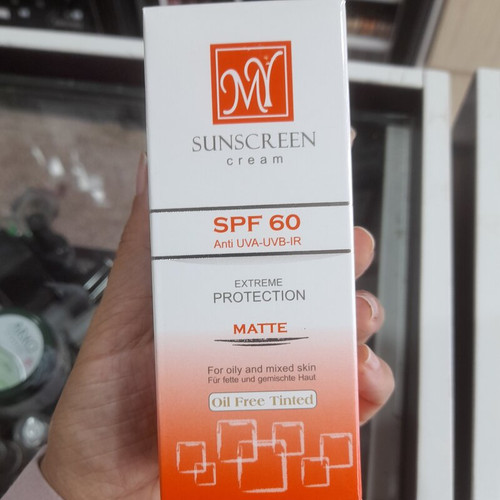 MY
SUNSCREEN
cream
SPF 60
Anti UVA-UVB-IR
EXTREME
PROTECTION
MATTE
For oily and mixed skin
Für fette und gemischte Haut
Oil Free Tinted